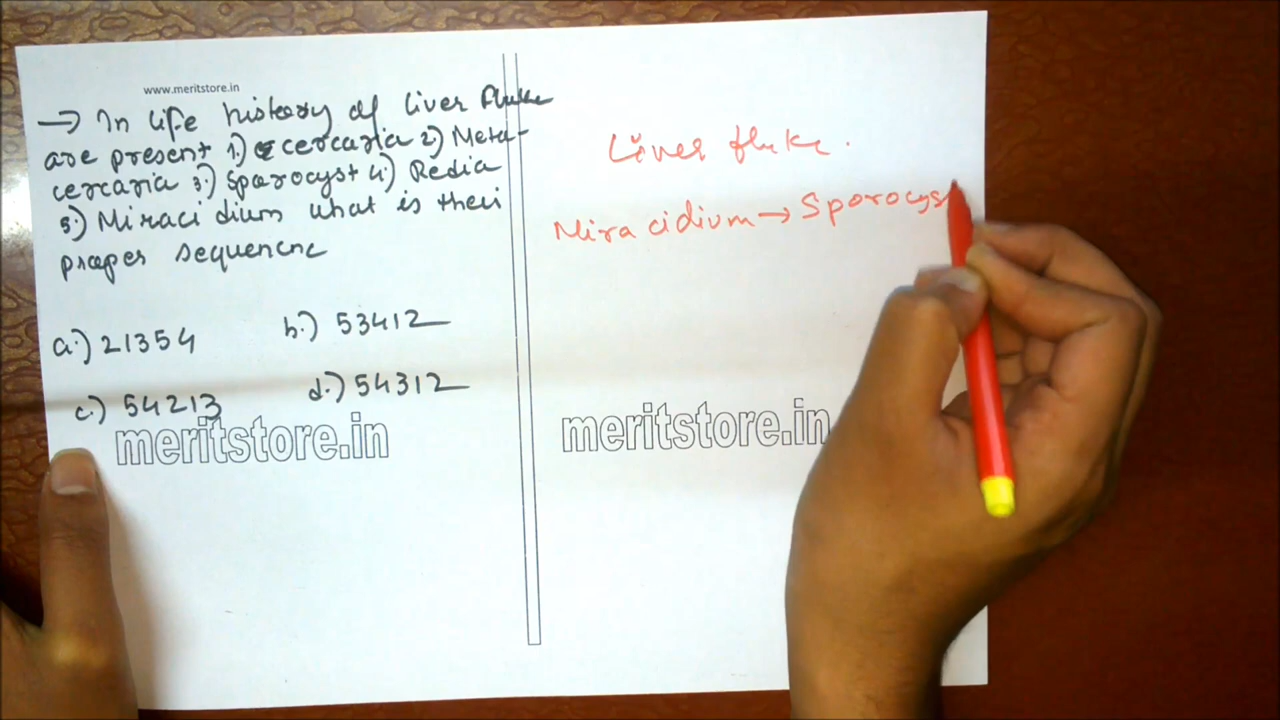 www.meritstore.in
→ In life history of liver fluke
are present 1.) cercaria 2.) Meta-
cercaria 3.) Sporocyst 4.) Redia
5.) Miracidium what is their
proper sequence
a.) 21354
b.) 53412
c.) 54213
d.) 54312
meritstore.in
Liver fluke.
Miracidium → Sporocyst
meritstore.in